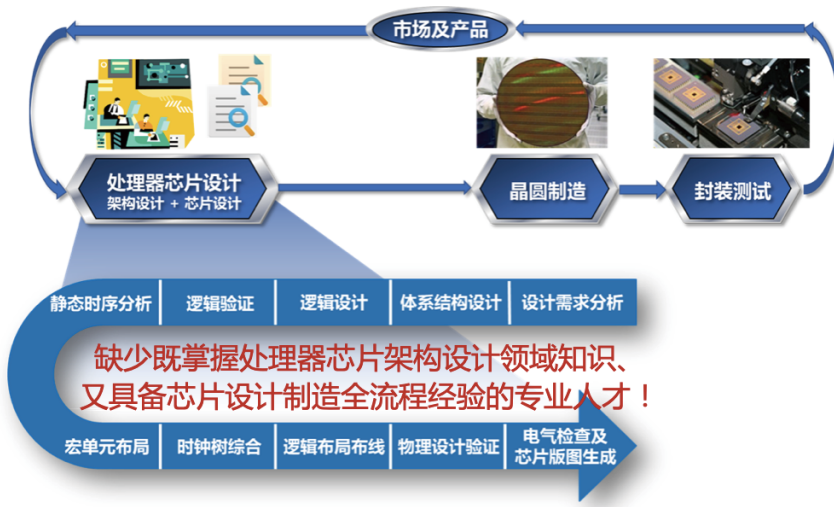 市场及产品
处理器芯片设计
架构设计 + 芯片设计
晶圆制造
封装测试
静态时序分析
逻辑验证
逻辑设计
体系结构设计
设计需求分析
缺少既掌握处理器芯片架构设计领域知识、
又具备芯片设计制造全流程经验的专业人才！
宏单元布局
时钟树综合
逻辑布局布线
物理设计验证
电气检查及
芯片版图生成